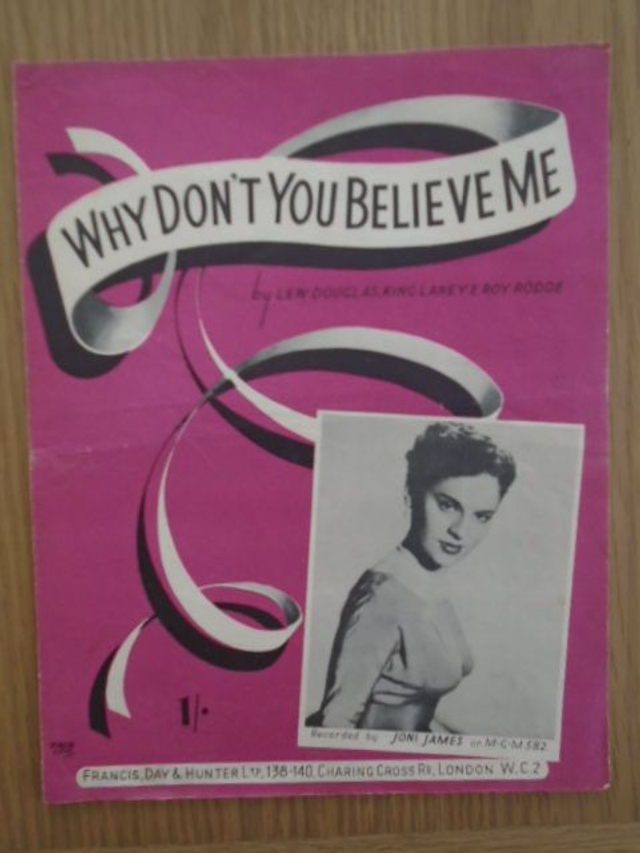 WHY DON'T YOU BELIEVE ME
by LEW DOUGLAS, KING LANEY & ROY RODDE
Recorded by JONI JAMES on M-G-M 582
1/-
FRANCIS, DAY & HUNTER LTD, 138-140, CHARING CROSS RD, LONDON W.C.2